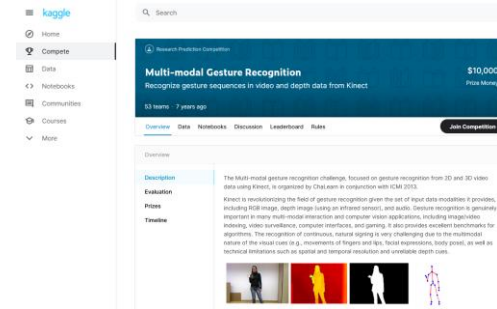 kaggle
Search
Home
Compete
Data
Notebooks
Communities
Courses
More
Research Prediction Competition
Multi-modal Gesture Recognition
Recognize gesture sequences in video and depth data from Kinect
$10,000
Prize Money
53 teams · 7 years ago
Overview Data Notebooks Discussion Leaderboard Rules
Join Competition
Overview
Description
Evaluation
Prizes
Timeline
The Multi-modal gesture recognition challenge, focused on gesture recognition from 2D and 3D video
data using Kinect, is organized by ChaLearn in conjunction with ICMI 2013.
Kinect is revolutionizing the field of gesture recognition given the set of input data modalities it provides,
including RGB image, depth image (using an infrared sensor), and audio. Gesture recognition is genuinely
important in many multi-modal interaction and computer vision applications, including image/video
indexing, video surveillance, computer interfaces, and gaming. It also provides excellent benchmarks for
algorithms. The recognition of continuous, natural signing is very challenging due to the multimodal
nature of the visual cues (e.g., movements of fingers and lips, facial expressions, body pose), as well as
technical limitations such as spatial and temporal resolution and unreliable depth cues.